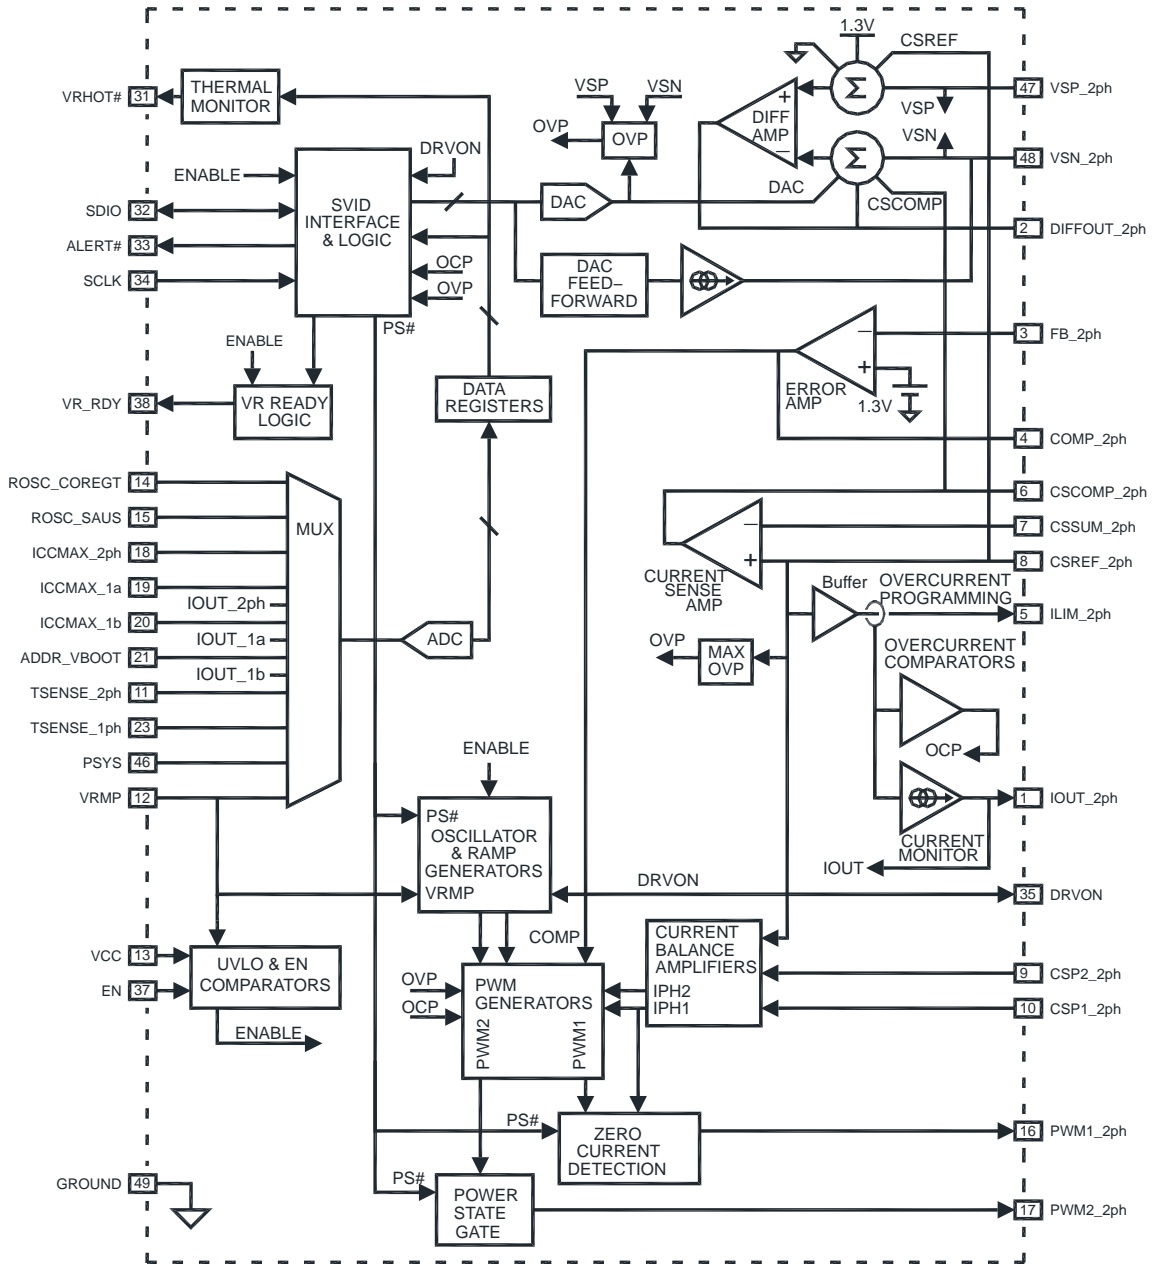 1.3V
CSREF
VRHOT# 31
THERMAL
MONITOR
VSP
VSN
OVP
OVP
+
DIFF
AMP
–
Σ
Σ
VSP
VSN
47 VSP_2ph
48 VSN_2ph
DAC
CSCOMP
2 DIFFOUT_2ph
DRVON
ENABLE
SDIO 32
ALERT# 33
SCLK 34
SVID
INTERFACE
& LOGIC
OCP
OVP
PS#
DAC
DAC
FEED–
FORWARD
ENABLE
VR_RDY 38
VR READY
LOGIC
DATA
REGISTERS
–
+
ERROR
AMP
1.3V
3 FB_2ph
4 COMP_2ph
6 CSCOMP_2ph
7 CSSUM_2ph
8 CSREF_2ph
ROSC_COREGT 14
ROSC_SAUS 15
ICCMAX_2ph 18
ICCMAX_1a 19
IOUT_2ph
ICCMAX_1b 20
IOUT_1a
ADDR_VBOOT 21
IOUT_1b
TSENSE_2ph 11
TSENSE_1ph 23
PSYS 46
VRMP 12
MUX
ADC
–
+
CURRENT
SENSE
AMP
Buffer
OVERCURRENT
PROGRAMMING
5 ILIM_2ph
OVP
MAX
OVP
OVERCURRENT
COMPARATORS
OCP
1 IOUT_2ph
CURRENT
MONITOR
IOUT
ENABLE
PS#
OSCILLATOR
& RAMP
GENERATORS
VRMP
DRVON
35 DRVON
VCC 13
EN 37
UVLO & EN
COMPARATORS
ENABLE
COMP
CURRENT
BALANCE
AMPLIFIERS
IPH2
IPH1
9 CSP2_2ph
10 CSP1_2ph
OVP
OCP
PWM
GENERATORS
PWM2
PWM1
PS#
ZERO
CURRENT
DETECTION
16 PWM1_2ph
GROUND 49
PS#
POWER
STATE
GATE
17 PWM2_2ph